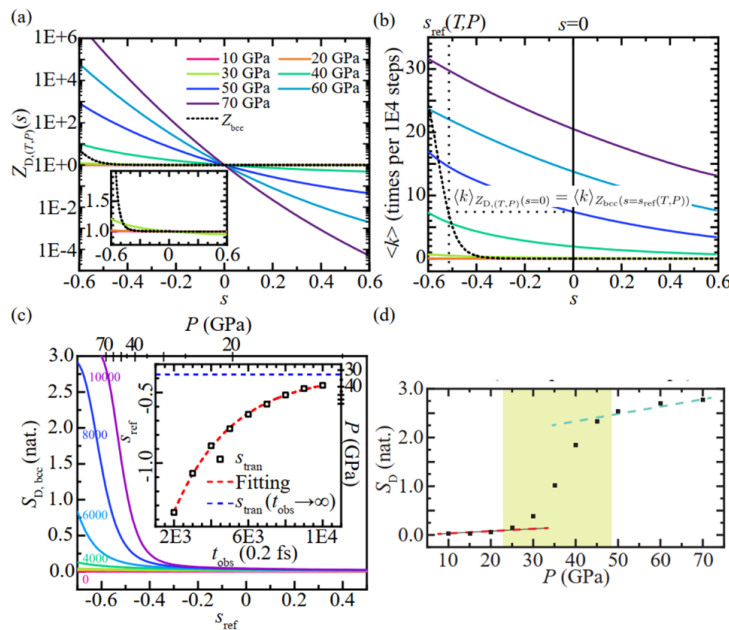 (a)
1E+6
1E+4
1E+2
1E+0
1E-2
1E-4
Z_D,(T,P)(s)
10 GPa
20 GPa
30 GPa
40 GPa
50 GPa
60 GPa
70 GPa
Z_bcc
1.5
1.0
-0.6
0
0.6
-0.6 -0.4 -0.2 0 0.2 0.4 0.6
s
(b)
s_ref(T,P)
s=0
30
20
10
0
<k> (times per 1E4 steps)
⟨k⟩_Z_D,(T,P)(s=0) = ⟨k⟩_Z_bcc(s=s_ref(T,P))
-0.6 -0.4 -0.2 0 0.2 0.4 0.6
s
(c)
P (GPa)
70 40 20
3.0
2.5
2.0
1.5
1.0
0.5
0.0
S_D, bcc (nat.)
10000
8000
6000
4000
0
-0.5
-1.0
s_ref
30
40
P (GPa)
s_tran
Fitting
s_tran (t_obs→∞)
2E3 6E3 1E4
t_obs (0.2 fs)
-0.6 -0.4 -0.2 0 0.2 0.4
s_ref
(d)
3.0
2.0
1.0
0.0
S_D (nat.)
10 20 30 40 50 60 70
P (GPa)